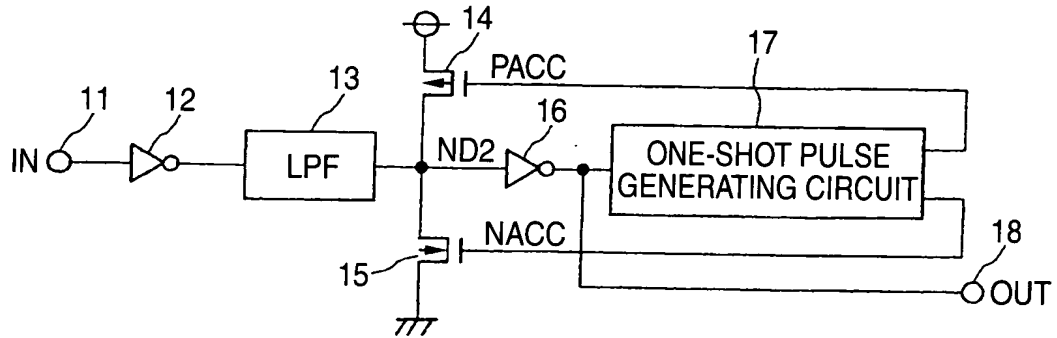 14
PACC
17
11
12
13
16
IN
LPF
ND2
ONE-SHOT PULSE
GENERATING CIRCUIT
NACC
15
18
OUT